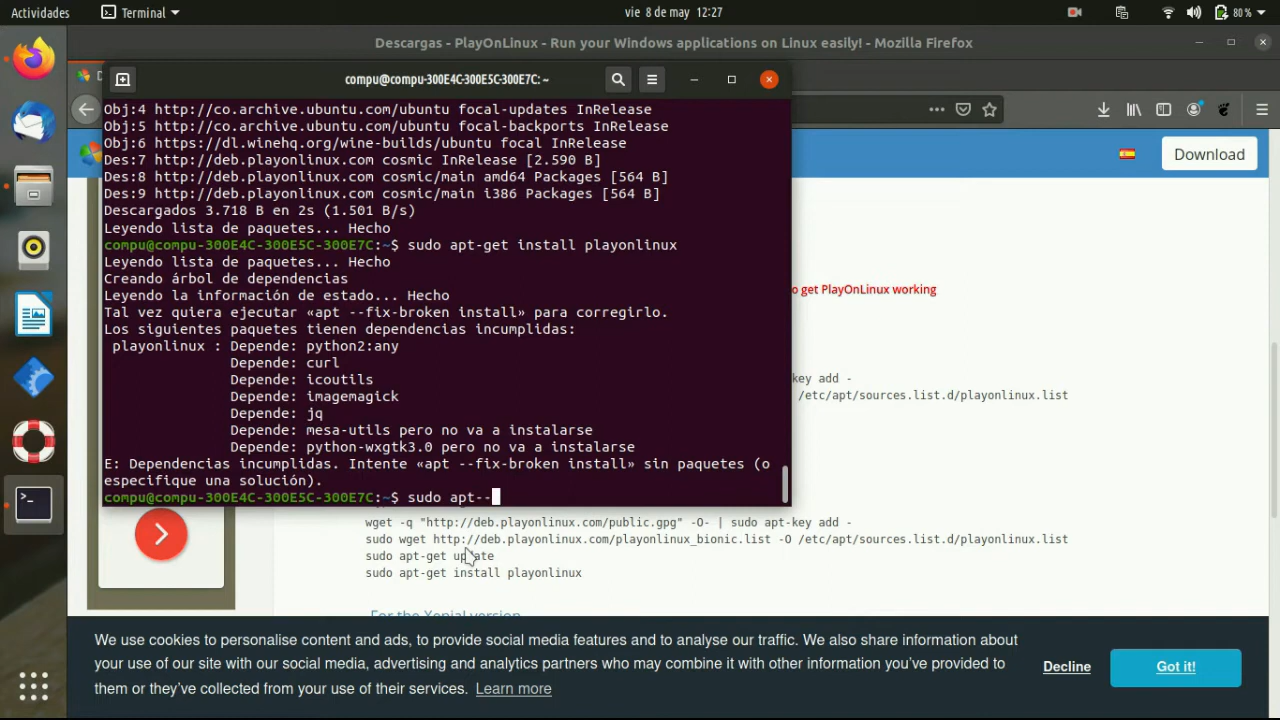 Actividades
Terminal
vie 8 de may 12:27
80 %
Descargas - PlayOnLinux - Run your Windows applications on Linux easily! - Mozilla Firefox
compu@compu-300E4C-300E5C-300E7C: ~
Download
Obj:4 http://co.archive.ubuntu.com/ubuntu focal-updates InRelease
Obj:5 http://co.archive.ubuntu.com/ubuntu focal-backports InRelease
Obj:6 https://dl.winehq.org/wine-builds/ubuntu focal InRelease
Des:7 http://deb.playonlinux.com cosmic InRelease [2.590 B]
Des:8 http://deb.playonlinux.com cosmic/main amd64 Packages [564 B]
Des:9 http://deb.playonlinux.com cosmic/main i386 Packages [564 B]
Descargados 3.718 B en 2s (1.501 B/s)
Leyendo lista de paquetes... Hecho
compu@compu-300E4C-300E5C-300E7C:~$ sudo apt-get install playonlinux
Leyendo lista de paquetes... Hecho
Creando árbol de dependencias
Leyendo la información de estado... Hecho
Tal vez quiera ejecutar «apt --fix-broken install» para corregirlo.
Los siguientes paquetes tienen dependencias incumplidas:
playonlinux : Depende: python2:any
Depende: curl
Depende: icoutils
Depende: imagemagick
Depende: jq
Depende: mesa-utils pero no va a instalarse
Depende: python-wxgtk3.0 pero no va a instalarse
E: Dependencias incumplidas. Intente «apt --fix-broken install» sin paquetes (o
especifique una solución).
compu@compu-300E4C-300E5C-300E7C:~$ sudo apt--
o get PlayOnLinux working
key add -
/etc/apt/sources.list.d/playonlinux.list
wget -q "http://deb.playonlinux.com/public.gpg" -O- | sudo apt-key add -
sudo wget http://deb.playonlinux.com/playonlinux_bionic.list -O /etc/apt/sources.list.d/playonlinux.list
sudo apt-get update
sudo apt-get install playonlinux
For the Xenial version
We use cookies to personalise content and ads, to provide social media features and to analyse our traffic. We also share information about
your use of our site with our social media, advertising and analytics partners who may combine it with other information you've provided to
them or they've collected from your use of their services. Learn more
Decline
Got it!